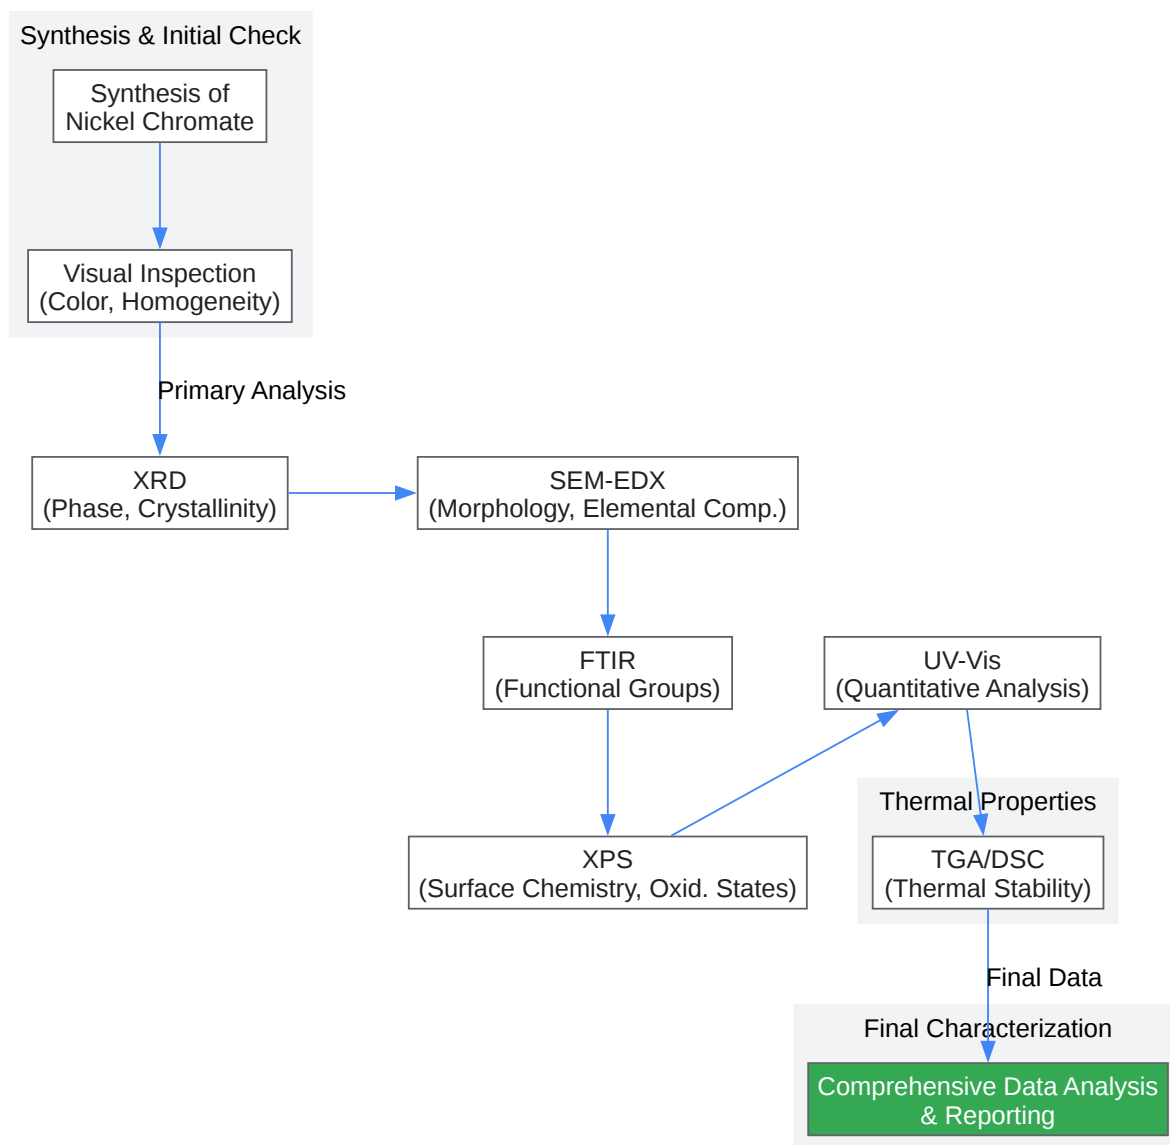 Synthesis & Initial Check
Synthesis of
Nickel Chromate
Visual Inspection
(Color, Homogeneity)
Primary Analysis
XRD
(Phase, Crystallinity)
SEM-EDX
(Morphology, Elemental Comp.)
FTIR
(Functional Groups)
UV-Vis
(Quantitative Analysis)
XPS
(Surface Chemistry, Oxid. States)
Thermal Properties
TGA/DSC
(Thermal Stability)
Final Data
Final Characterization
Comprehensive Data Analysis
& Reporting